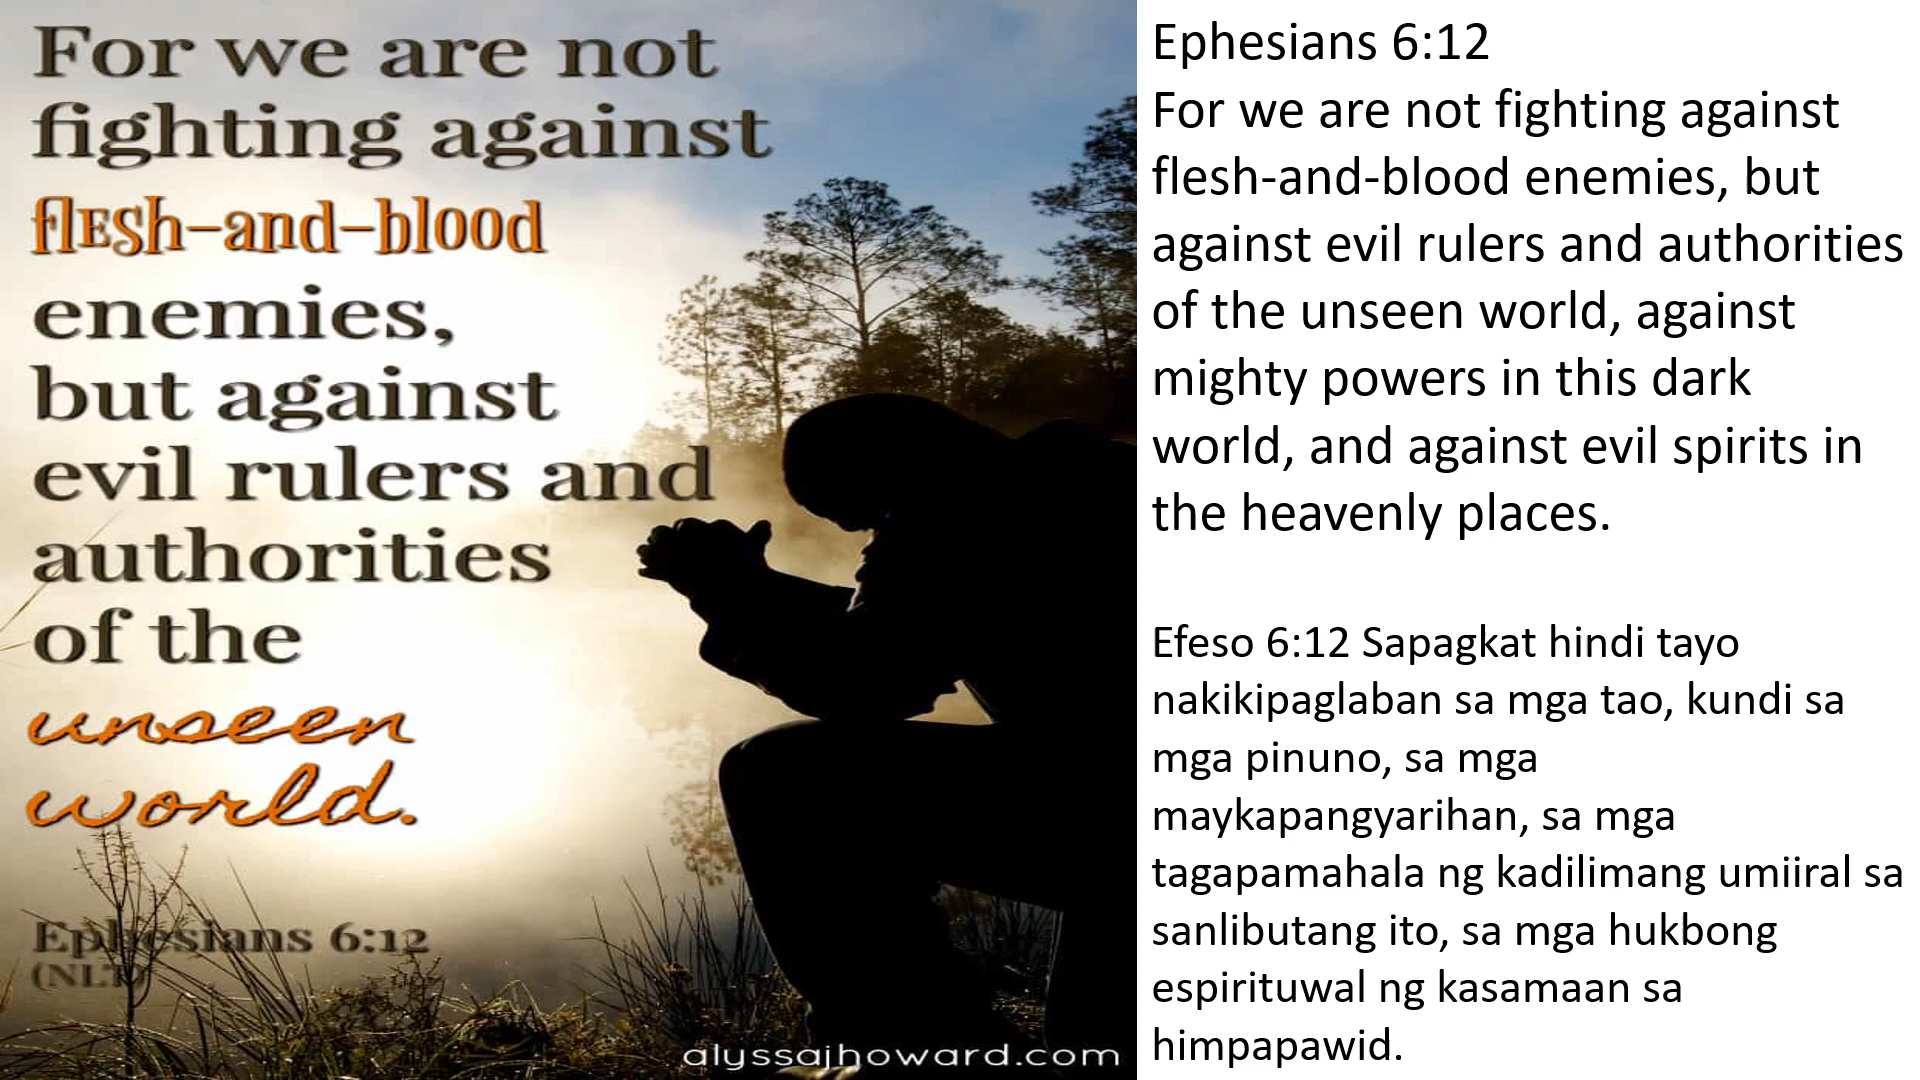 For we are not
fighting against
flesh-and-blood
enemies,
but against
evil rulers and
authorities
of the
unseen
world.
Ephesians 6:12
(NLT)
alyssajhoward.com
Ephesians 6:12
For we are not fighting against
flesh-and-blood enemies, but
against evil rulers and authorities
of the unseen world, against
mighty powers in this dark
world, and against evil spirits in
the heavenly places.
Efeso 6:12 Sapagkat hindi tayo
nakikipaglaban sa mga tao, kundi sa
mga pinuno, sa mga
maykapangyarihan, sa mga
tagapamahala ng kadilimang umiiral sa
sanlibutang ito, sa mga hukbong
espirituwal ng kasamaan sa
himpapawid.